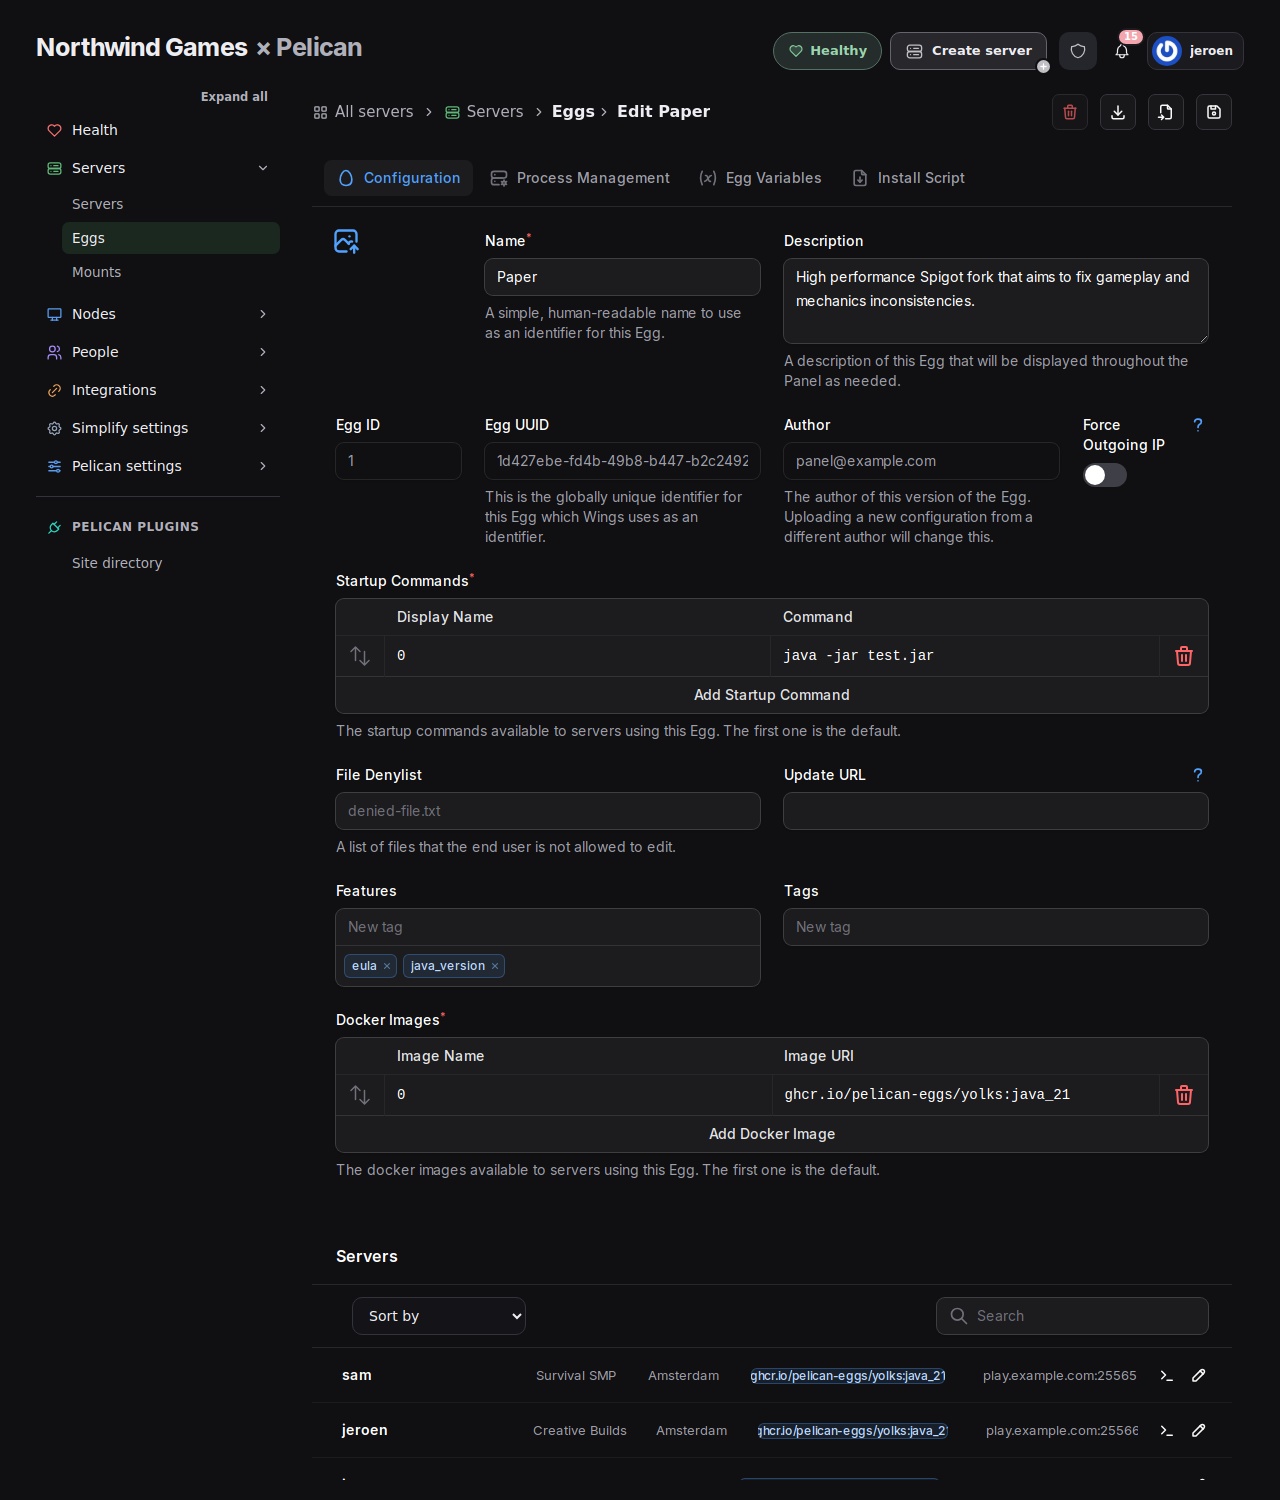 Northwind Games × Pelican
Healthy
Create server
15
jeroen
Expand all
Health
Servers
Servers
Eggs
Mounts
Nodes
People
Integrations
Simplify settings
Pelican settings
PELICAN PLUGINS
Site directory
All servers > Servers > Eggs > Edit Paper
Configuration
Process Management
Egg Variables
Install Script
Name*
Paper
A simple, human-readable name to use
as an identifier for this Egg.
Description
High performance Spigot fork that aims to fix gameplay and
mechanics inconsistencies.
A description of this Egg that will be displayed throughout the
Panel as needed.
Egg ID
1
Egg UUID
1d427ebe-fd4b-49b8-b447-b2c2492
This is the globally unique identifier for
this Egg which Wings uses as an
identifier.
Author
panel@example.com
The author of this version of the Egg.
Uploading a new configuration from a
different author will change this.
Force
Outgoing IP
?
Startup Commands*
Display Name
Command
0
java -jar test.jar
Add Startup Command
The startup commands available to servers using this Egg. The first one is the default.
File Denylist
denied-file.txt
A list of files that the end user is not allowed to edit.
Update URL
?
Features
New tag
eula ×
java_version ×
Tags
New tag
Docker Images*
Image Name
Image URI
0
ghcr.io/pelican-eggs/yolks:java_21
Add Docker Image
The docker images available to servers using this Egg. The first one is the default.
Servers
Sort by
Search
sam
Survival SMP
Amsterdam
ghcr.io/pelican-eggs/yolks:java_21
play.example.com:25565
jeroen
Creative Builds
Amsterdam
ghcr.io/pelican-eggs/yolks:java_21
play.example.com:25566